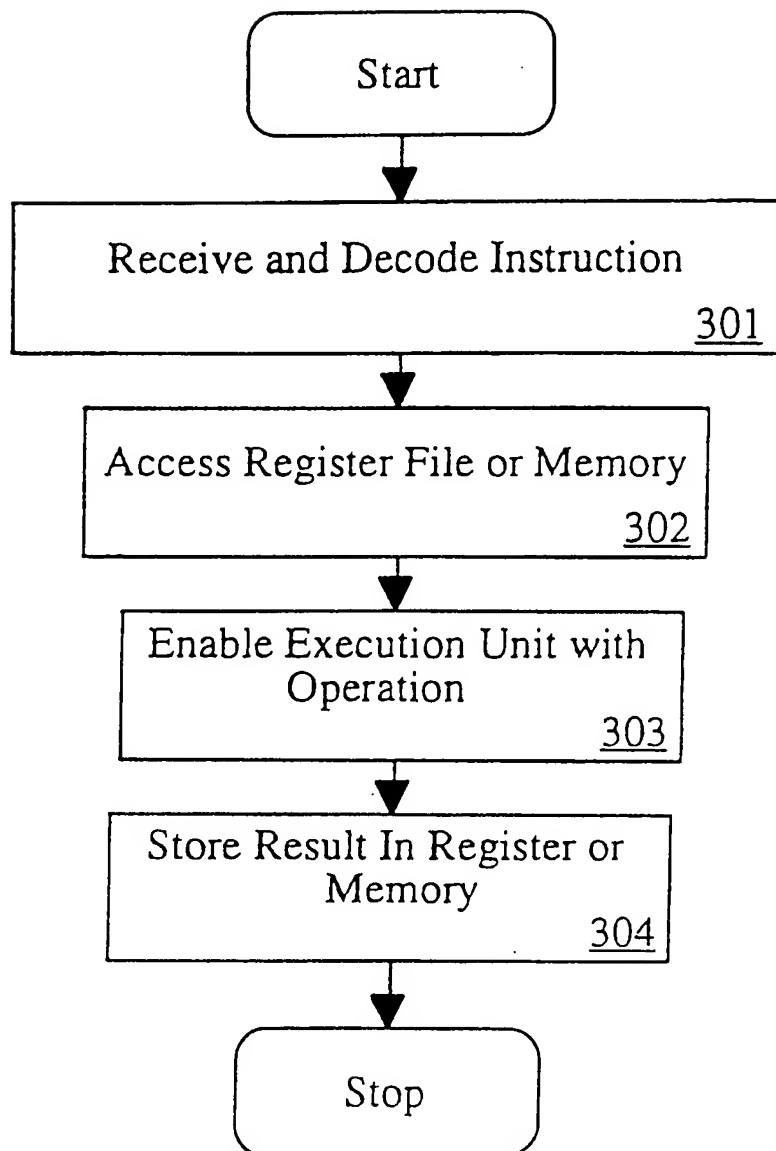 Start
Receive and Decode Instruction
301
Access Register File or Memory
302
Enable Execution Unit with
Operation
303
Store Result In Register or
Memory
304
Stop